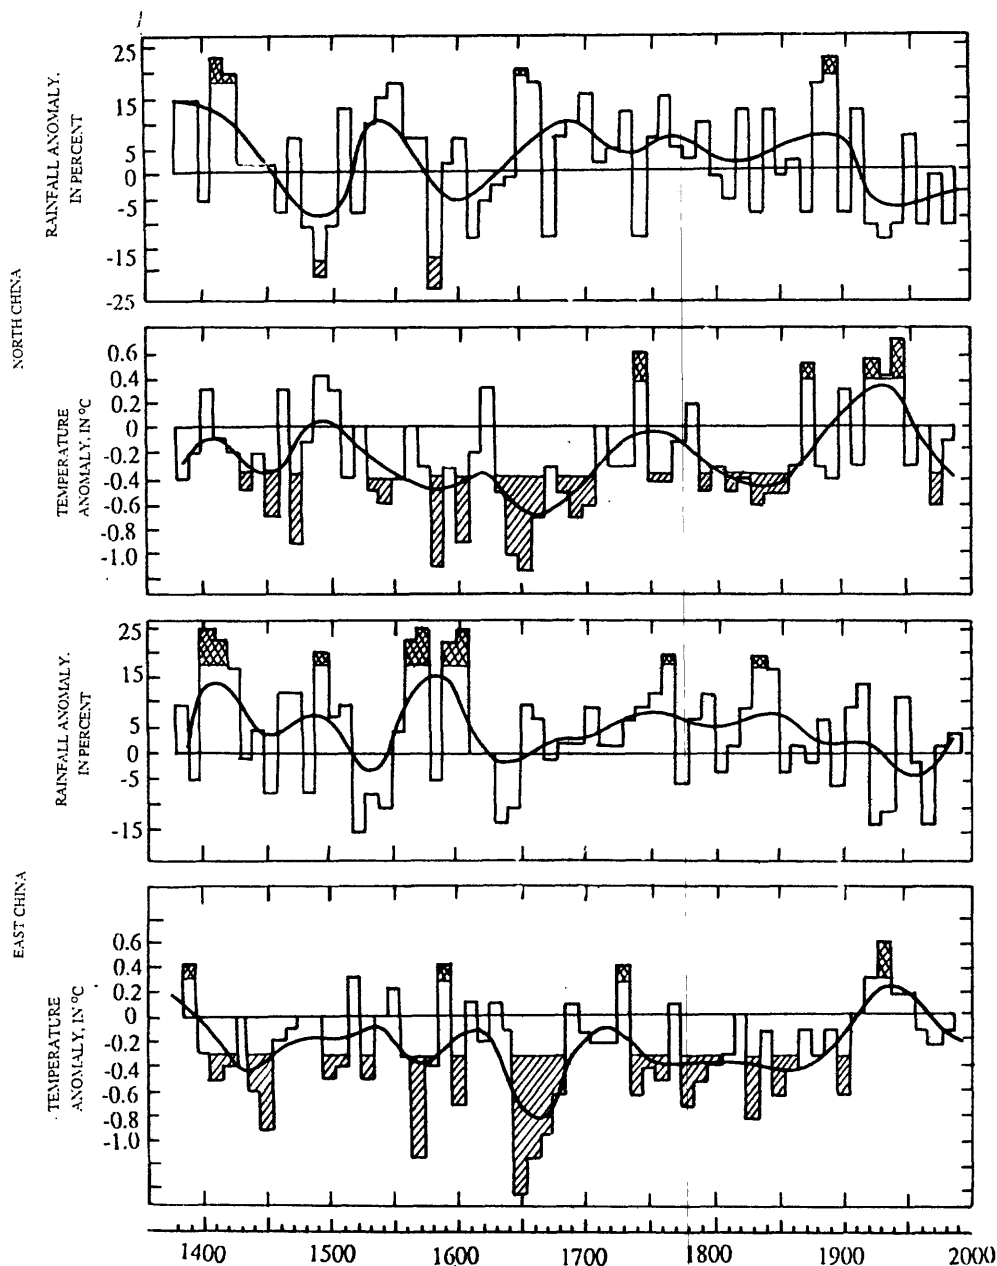 NORTH CHINA
RAINFALL ANOMALY.
IN PERCENT
25
15
5
0
-5
-15
-25
TEMPERATURE
ANOMALY, IN °C
0.6
0.4
0.2
0
-0.2
-0.4
-0.6
-0.8
-1.0
EAST CHINA
RAINFALL ANOMALY.
IN PERCENT
25
15
5
0
-5
-15
TEMPERATURE
ANOMALY, IN °C
0.6
0.4
0.2
0
-0.2
-0.4
-0.6
-0.8
-1.0
1400 1500 1600 1700 1800 1900 2000